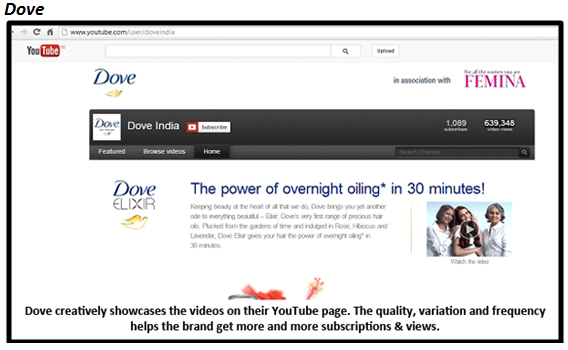 Dove
www.youtube.com/user/doveindia
YouTube IN
Upload
Dove
in association with
For all the women you are
FEMINA
Dove
Dove India
Subscribe
1,089
subscribers
639,348
video views
Featured Browse videos Home
Search Channel
Dove
ELIXIR
The power of overnight oiling* in 30 minutes!
Keeping beauty at the heart of all that we do, Dove brings you yet another
ode to everything beautiful – Elixir, Dove's very first range of precious hair
oils. Plucked from the gardens of time and indulged in Rose, Hibiscus and
Lavender, Dove Elixir gives your hair the power of overnight oiling* in
30 minutes.
Watch the video
Dove creatively showcases the videos on their YouTube page. The quality, variation and frequency
helps the brand get more and more subscriptions & views.